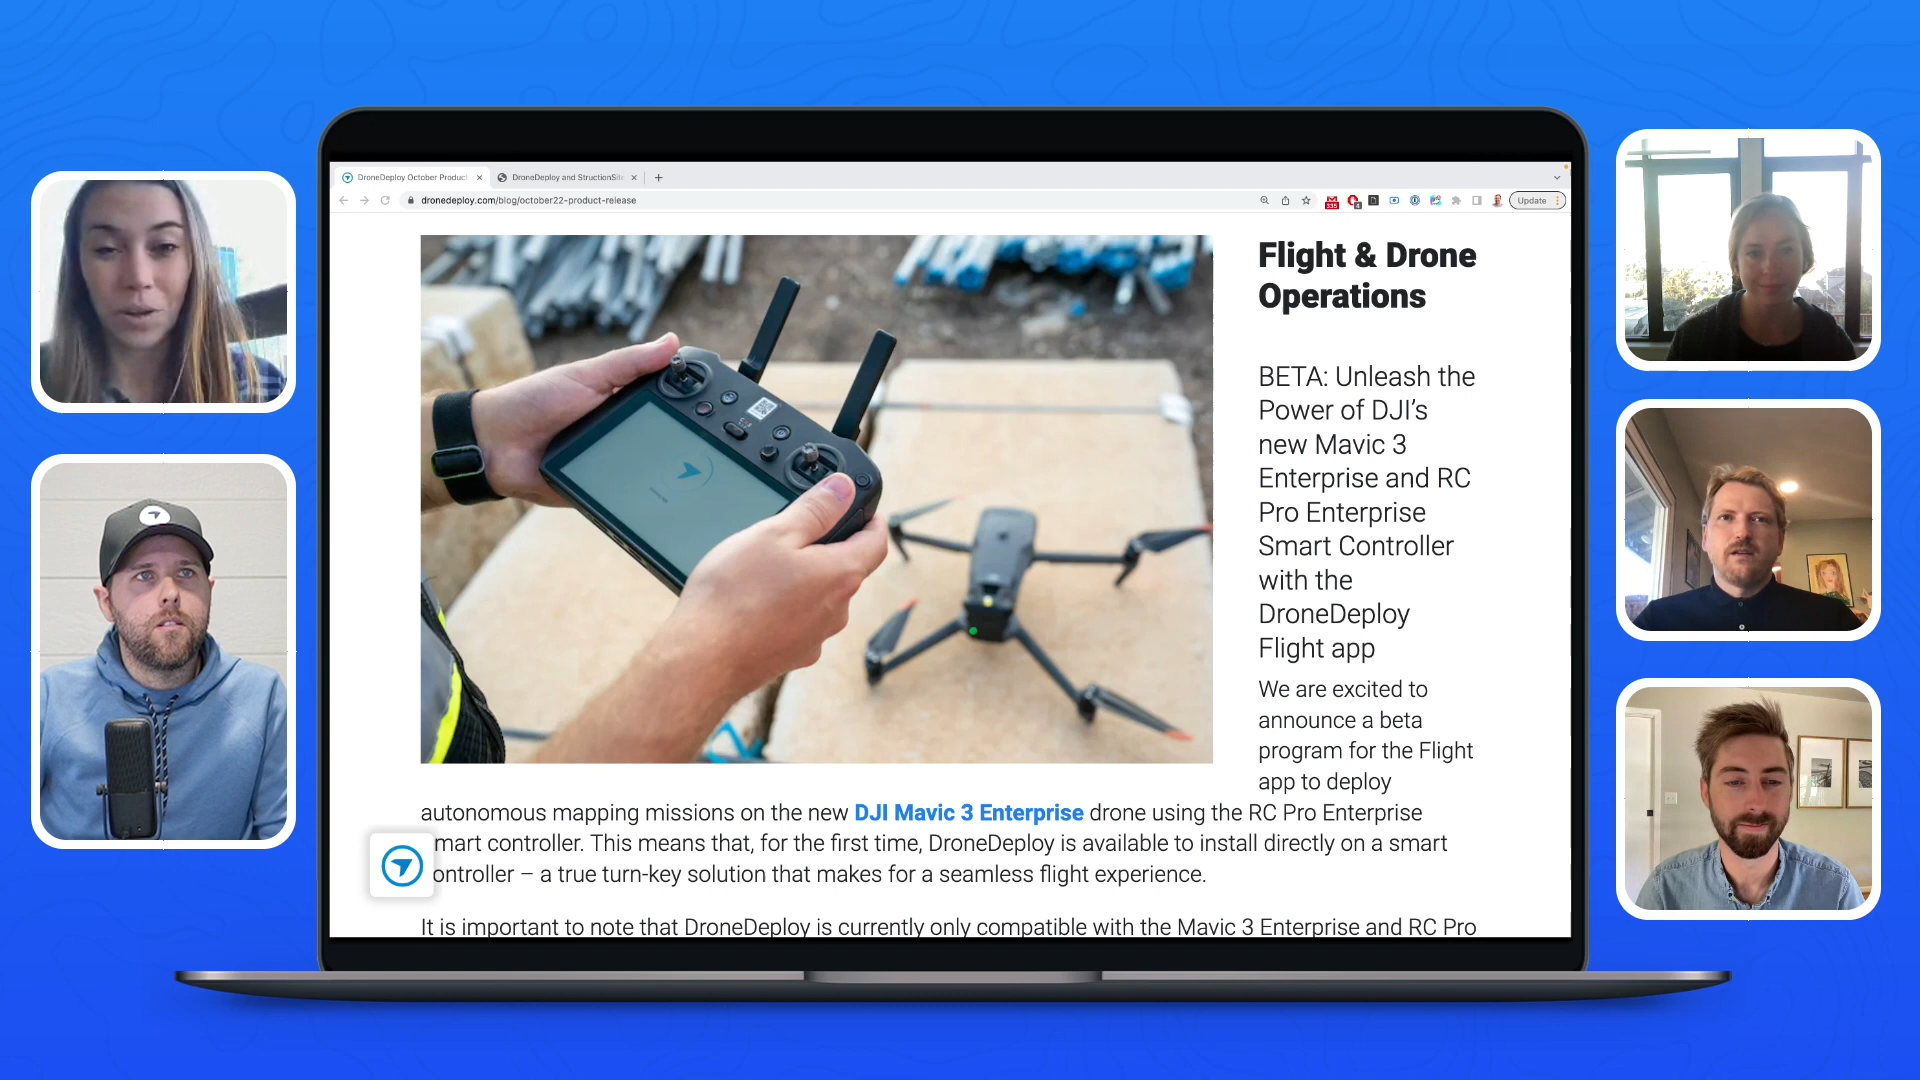 DroneDeploy October Product
DroneDeploy and StructionSite
dronedeploy.com/blog/october22-product-release
335
Update
Flight & Drone
Operations
BETA: Unleash the
Power of DJI’s
new Mavic 3
Enterprise and RC
Pro Enterprise
Smart Controller
with the
DroneDeploy
Flight app
We are excited to
announce a beta
program for the Flight
app to deploy
autonomous mapping missions on the new DJI Mavic 3 Enterprise drone using the RC Pro Enterprise
mart controller. This means that, for the first time, DroneDeploy is available to install directly on a smart
ontroller – a true turn-key solution that makes for a seamless flight experience.
It is important to note that DroneDeploy is currently only compatible with the Mavic 3 Enterprise and RC Pro